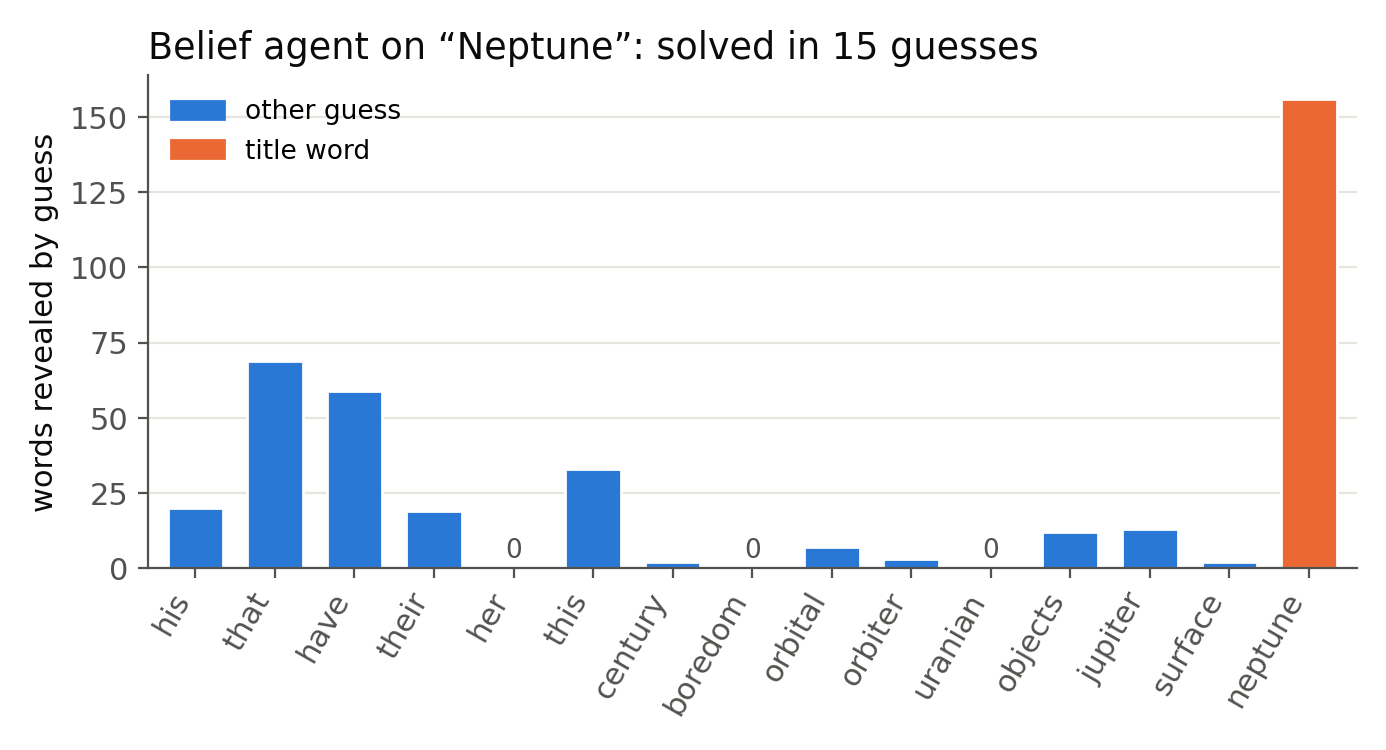 Belief agent on “Neptune”: solved in 15 guesses
other guess
title word
words revealed by guess
150
125
100
75
50
25
0
0
0
0
his
that
have
their
her
this
century
boredom
orbital
orbiter
uranian
objects
jupiter
surface
neptune